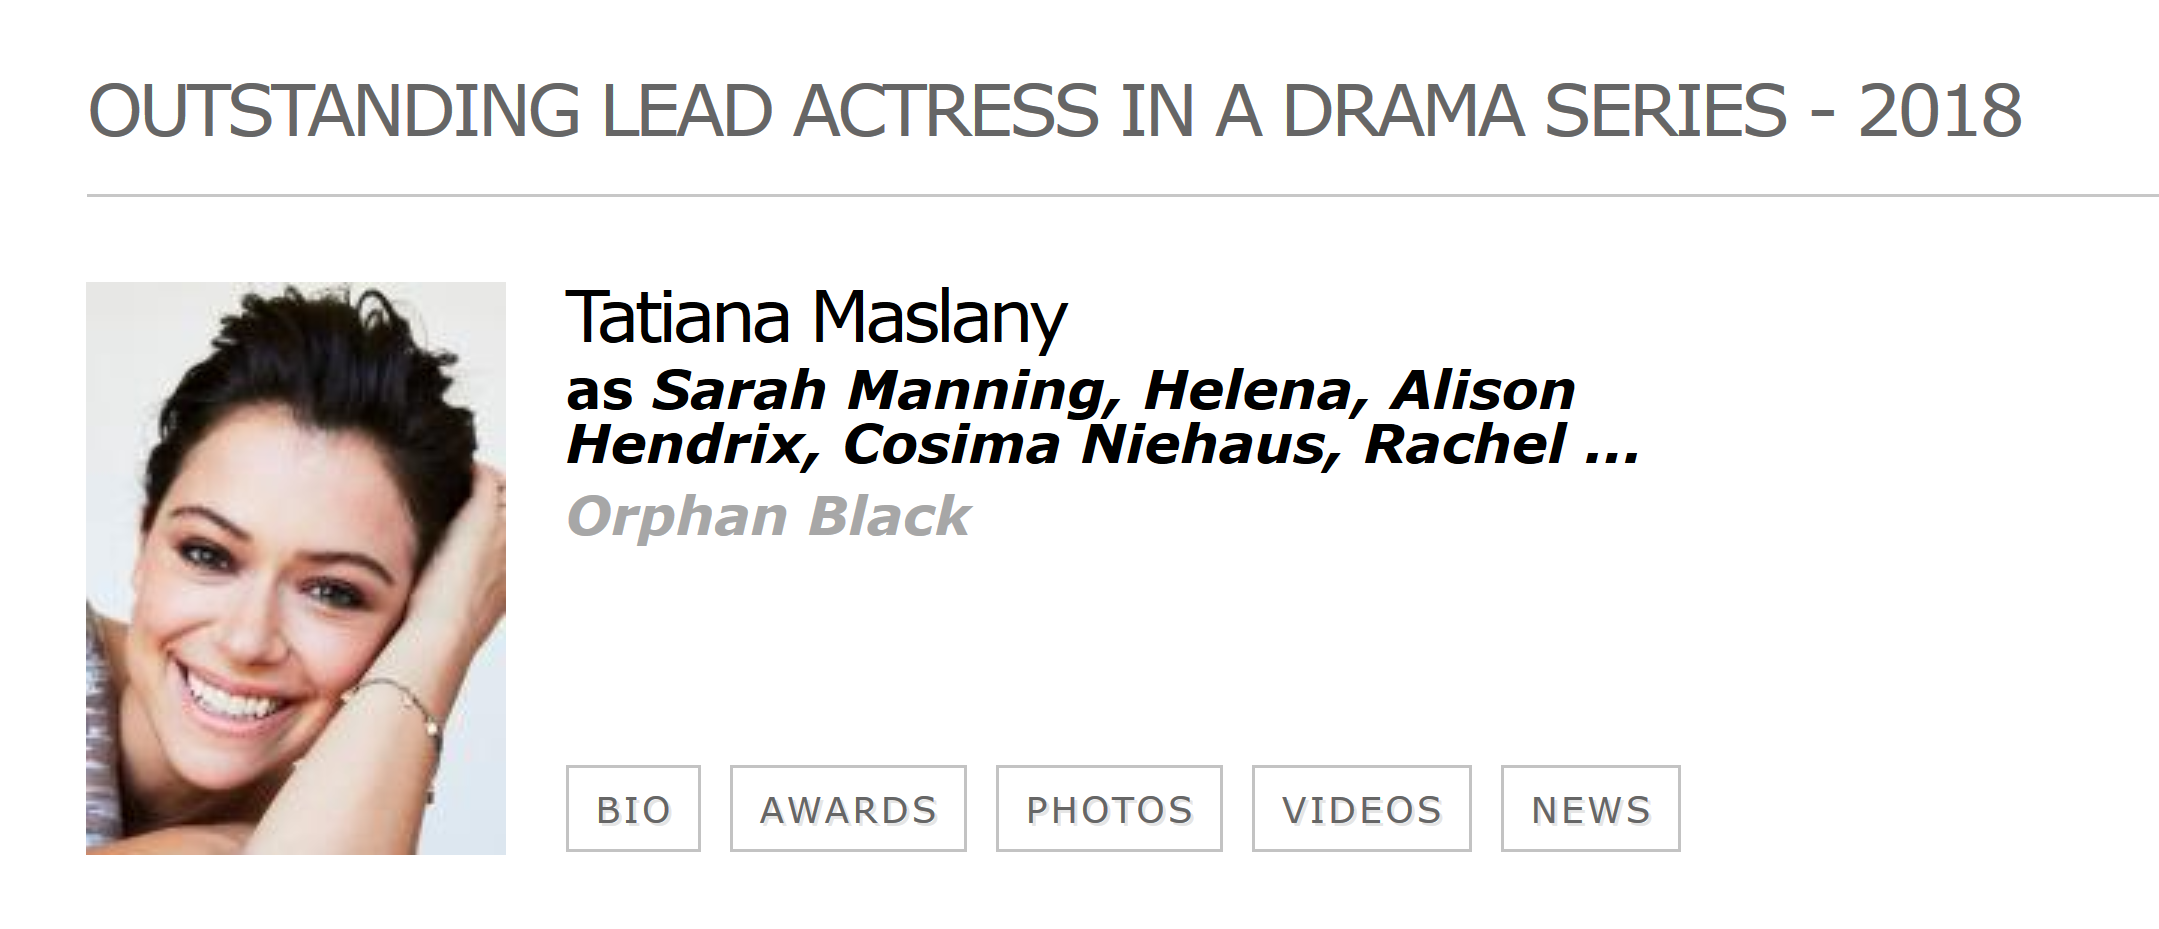 OUTSTANDING LEAD ACTRESS IN A DRAMA SERIES - 2018
Tatiana Maslany
as Sarah Manning, Helena, Alison
Hendrix, Cosima Niehaus, Rachel ...
Orphan Black
BIO AWARDS PHOTOS VIDEOS NEWS